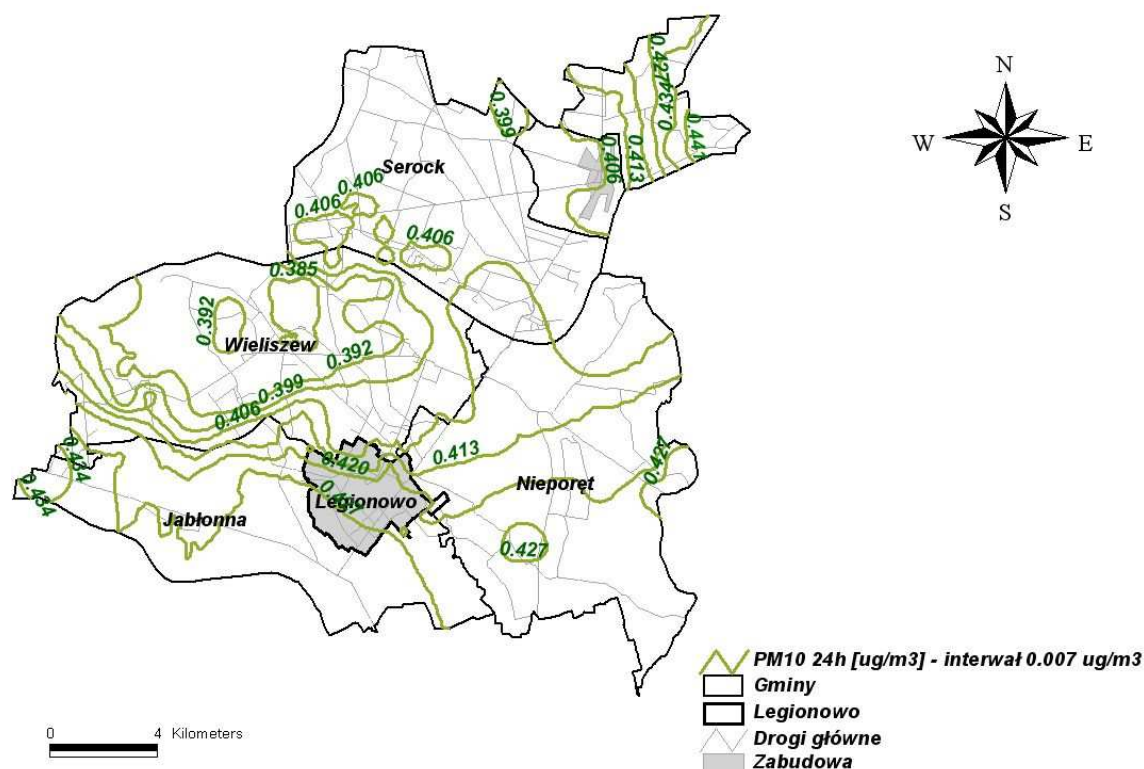 0.427
0.434
0.441
0.399
0.406
0.413
N
W E
S
Serock
0.406
0.406
0.406
0.385
0.392
Wieliszew
0.392
0.399
0.406
0.413
0.420
0.427
Nieporęt
0.434
0.434
Legionowo
Jabłonna
0.427
PM10 24h [ug/m3] - interwał 0.007 ug/m3
Gminy
Legionowo
Drogi główne
Zabudowa
0 4 Kilometers